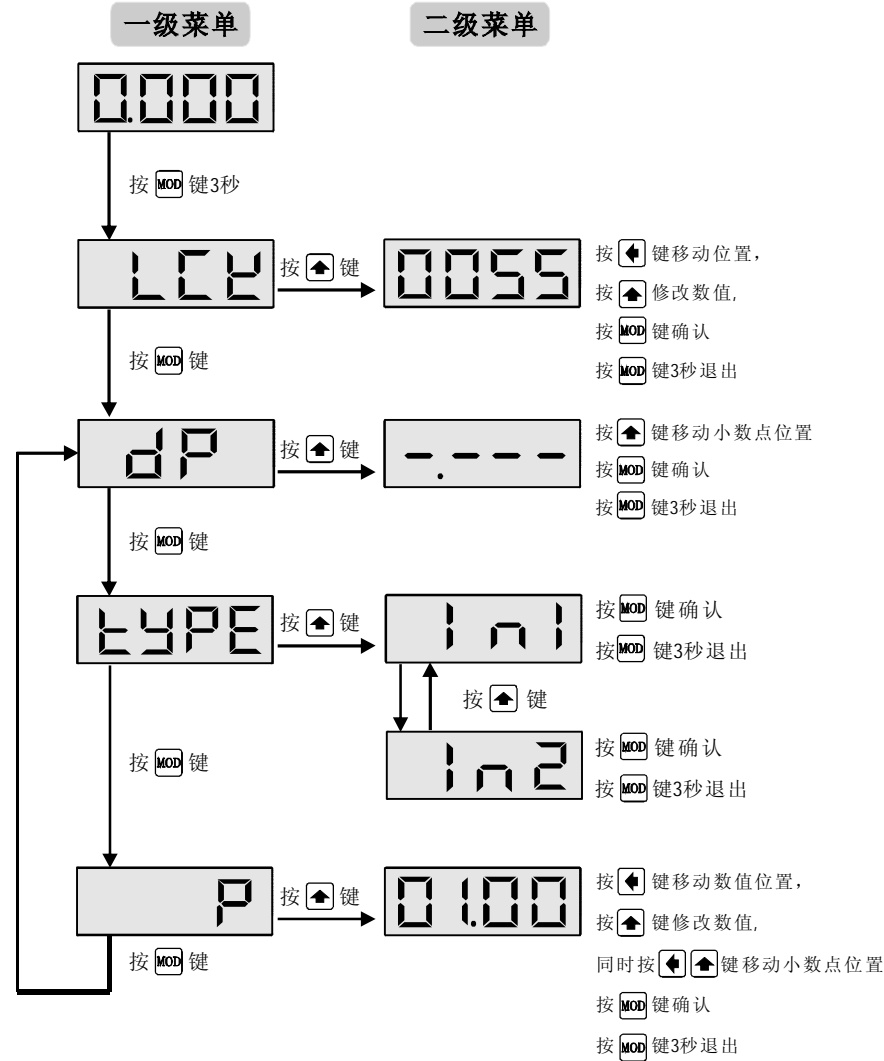 一级菜单 二级菜单
0.000
按 MOD 键3秒
LCK 按 键 0055 按 键移动位置，
按 修改数值,
按 MOD 键确认
按 MOD 键 按 MOD 键3秒退出
dP 按 键 -.--- 按 键移动小数点位置
按 MOD 键确认
按 MOD 键3秒退出
按 MOD 键
tYPE 按 键 In1 按 MOD 键确认
按 MOD 键3秒退出
按 键
按 MOD 键 In2 按 MOD 键确认
按 MOD 键3秒退出
P 按 键 01.00 按 键移动数值位置，
按 键修改数值,
按 MOD 键 同时按 键移动小数点位置
按 MOD 键确认
按 MOD 键3秒退出